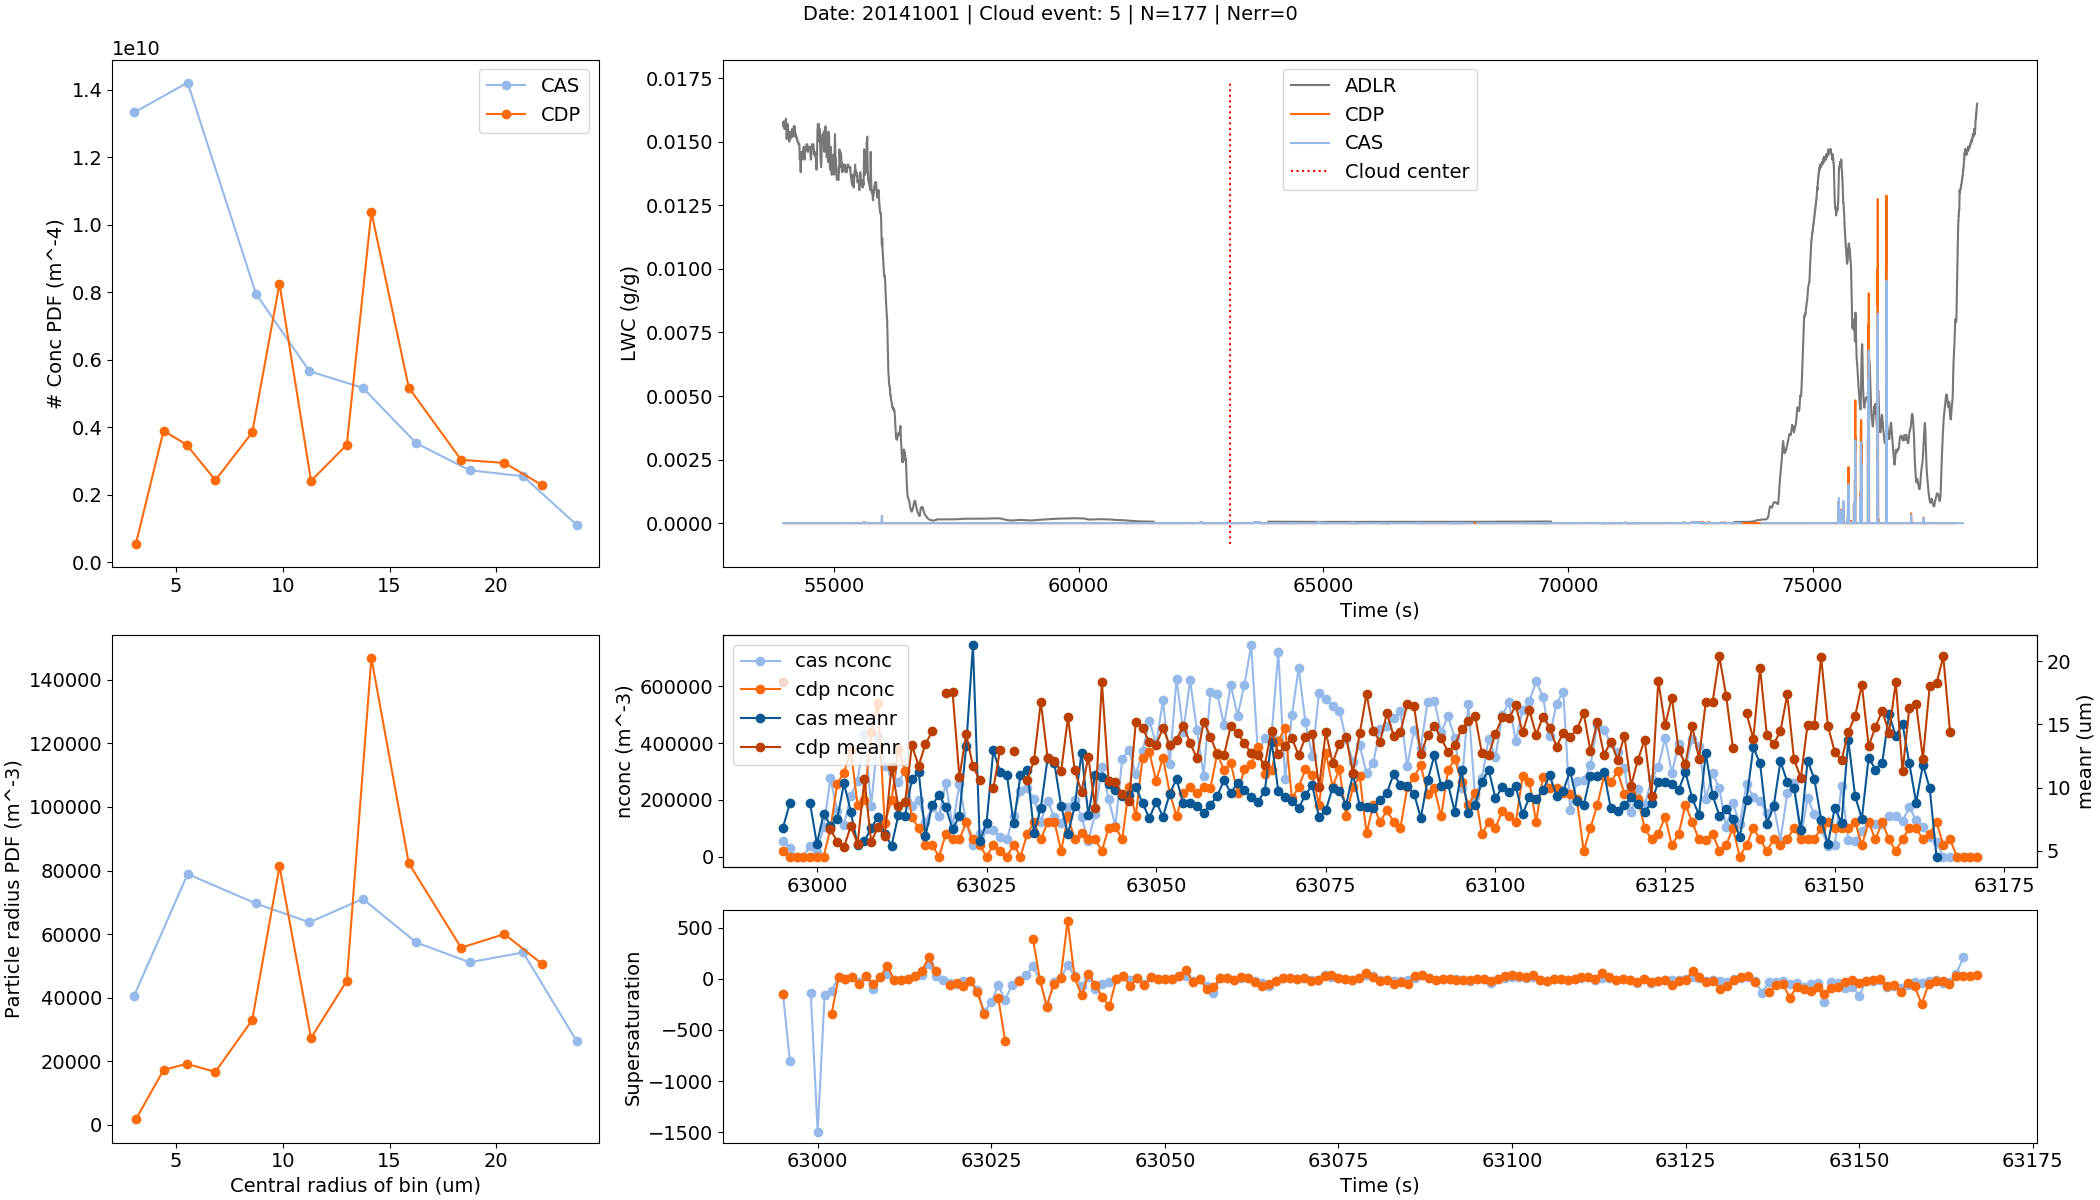 Date: 20141001 | Cloud event: 5 | N=177 | Nerr=0
1e10
# Conc PDF (m^-4)
1.4
1.2
1.0
0.8
0.6
0.4
0.2
0.0
5 10 15 20
CAS
CDP
LWC (g/g)
0.0175
0.0150
0.0125
0.0100
0.0075
0.0050
0.0025
0.0000
55000 60000 65000 70000 75000
Time (s)
ADLR
CDP
CAS
Cloud center
Particle radius PDF (m^-3)
140000
120000
100000
80000
60000
40000
20000
0
5 10 15 20
Central radius of bin (um)
nconc (m^-3)
600000
400000
200000
0
cas nconc
cdp nconc
cas meanr
cdp meanr
20
15
10
5
meanr (um)
63000 63025 63050 63075 63100 63125 63150 63175
Supersaturation
500
0
−500
−1000
−1500
63000 63025 63050 63075 63100 63125 63150 63175
Time (s)